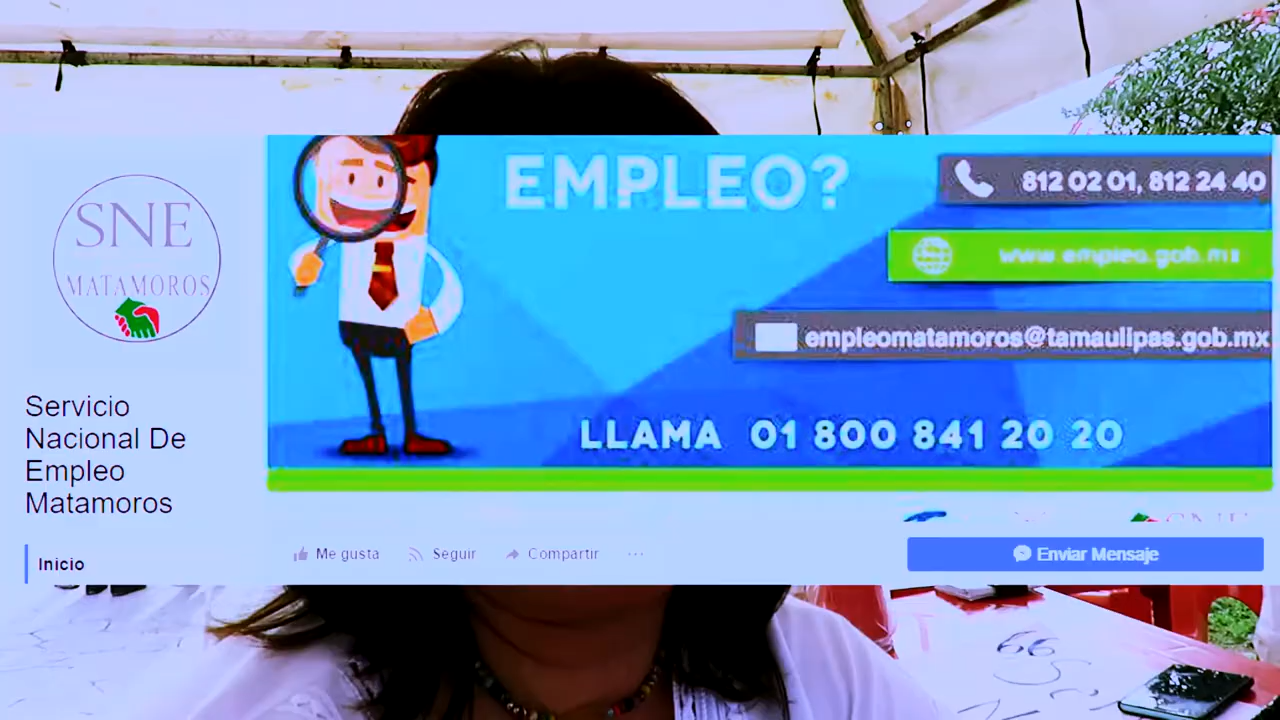 EMPLEO?
812 02 01, 812 24 40
www.empleo.gob.mx
empleomatamoros@tamaulipas.gob.mx
LLAMA 01 800 841 20 20
SNE
MATAMOROS
Servicio
Nacional De
Empleo
Matamoros
Inicio
Me gusta Seguir Compartir ...
Enviar Mensaje
66